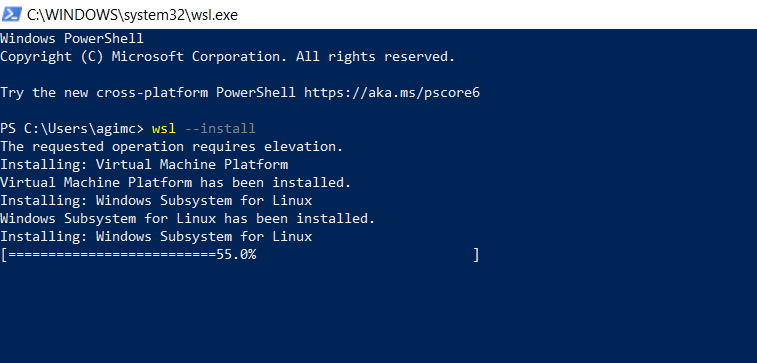 C:\WINDOWS\system32\wsl.exe
Windows PowerShell
Copyright (C) Microsoft Corporation. All rights reserved.
Try the new cross-platform PowerShell https://aka.ms/pscore6
PS C:\Users\agimc> wsl --install
The requested operation requires elevation.
Installing: Virtual Machine Platform
Virtual Machine Platform has been installed.
Installing: Windows Subsystem for Linux
Windows Subsystem for Linux has been installed.
Installing: Windows Subsystem for Linux
[==========================55.0%                           ]